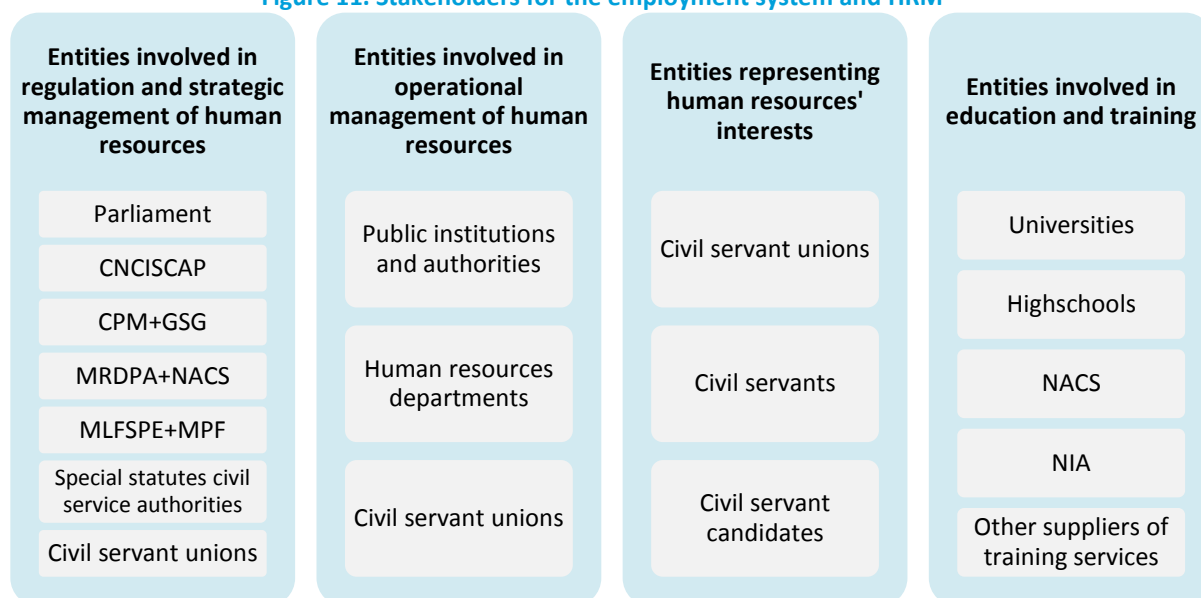 Figure 11: Stakeholders for the employment system and HRM
Entities involved in
regulation and strategic
management of human
resources
Parliament
CNCISCAP
CPM+GSG
MRDPA+NACS
MLFSPE+MPF
Special statutes civil
service authorities
Civil servant unions
Entities involved in
operational
management of human
resources
Public institutions
and authorities
Human resources
departments
Civil servant unions
Entities representing
human resources'
interests
Civil servant unions
Civil servants
Civil servant
candidates
Entities involved in
education and training
Universities
Highschools
NACS
NIA
Other suppliers of
training services